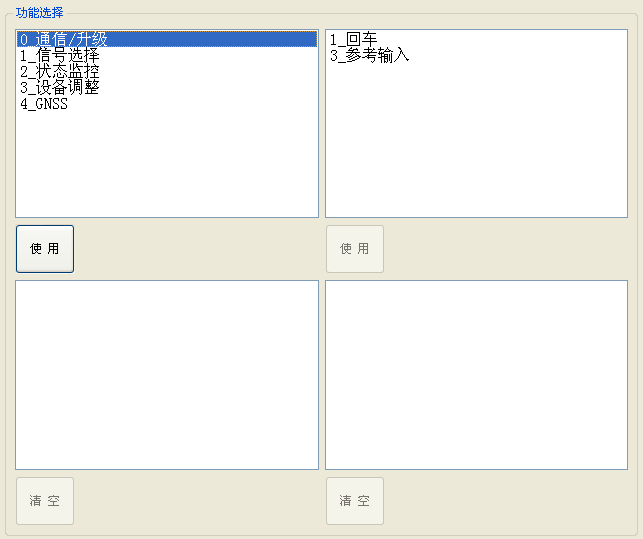 功能选择
0_通信/升级
1_信号选择
2_状态监控
3_设备调整
4_GNSS
1_回车
3_参考输入
使 用
使 用
清 空
清 空